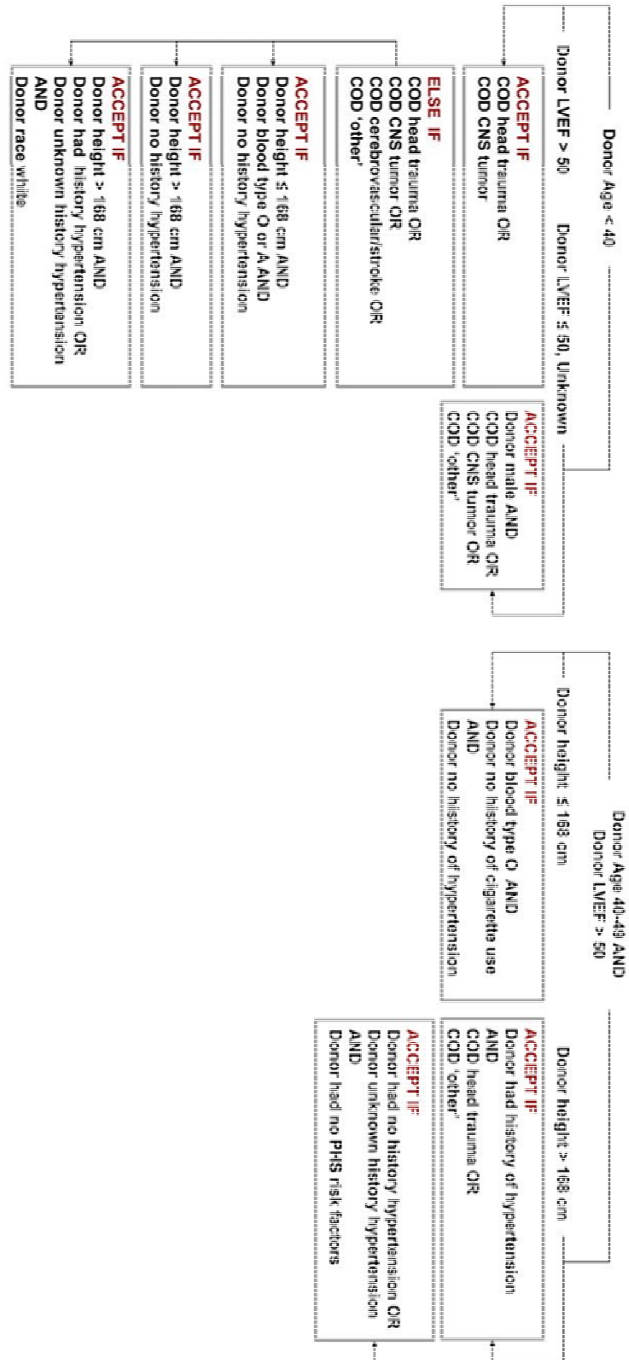 Donor Age < 40
Donor LVEF > 50
Donor LVEF ≤ 50, Unknown
ACCEPT IF
COD head trauma OR
COD CNS tumor
ELSE IF
COD head trauma OR
COD CNS tumor OR
COD cerebrovascular/stroke OR
COD 'other'
ACCEPT IF
Donor height ≤ 168 cm AND
Donor blood type O or A AND
Donor no history hypertension
ACCEPT IF
Donor height > 168 cm AND
Donor no history hypertension
ACCEPT IF
Donor height > 168 cm AND
Donor had history hypertension OR
Donor unknown history hypertension
AND
Donor race white
ACCEPT IF
Donor male AND
COD head trauma OR
COD CNS tumor OR
COD 'other'
Donor Age 40-49 AND
Donor LVEF > 50
Donor height ≤ 168 cm
Donor height > 168 cm
ACCEPT IF
Donor blood type O AND
Donor no history of cigarette use
AND
Donor no history of hypertension
ACCEPT IF
Donor had history of hypertension
AND
COD head trauma OR
COD 'other'
ACCEPT IF
Donor had no history hypertension OR
Donor unknown history hypertension
AND
Donor had no PHS risk factors